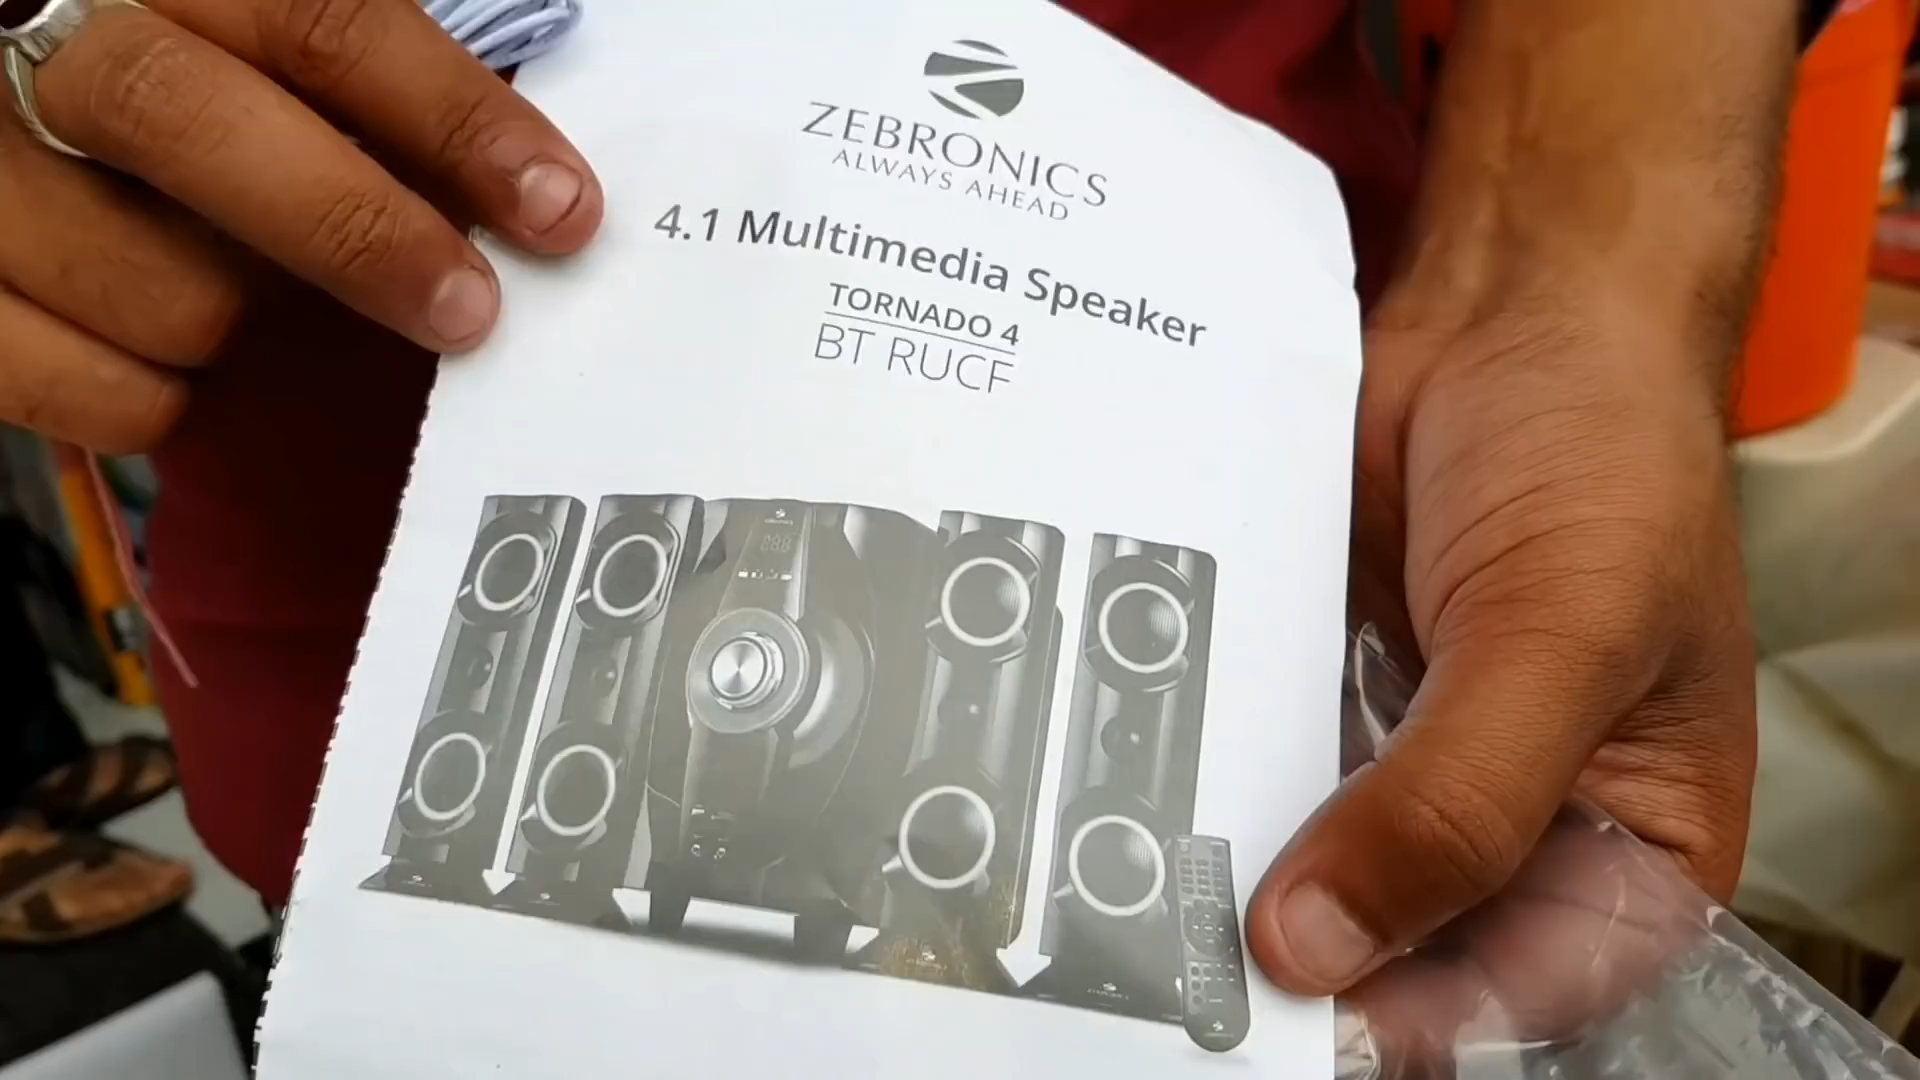 ZEBRONICS
ALWAYS AHEAD
4.1 Multimedia Speaker
TORNADO 4
BT RUCF